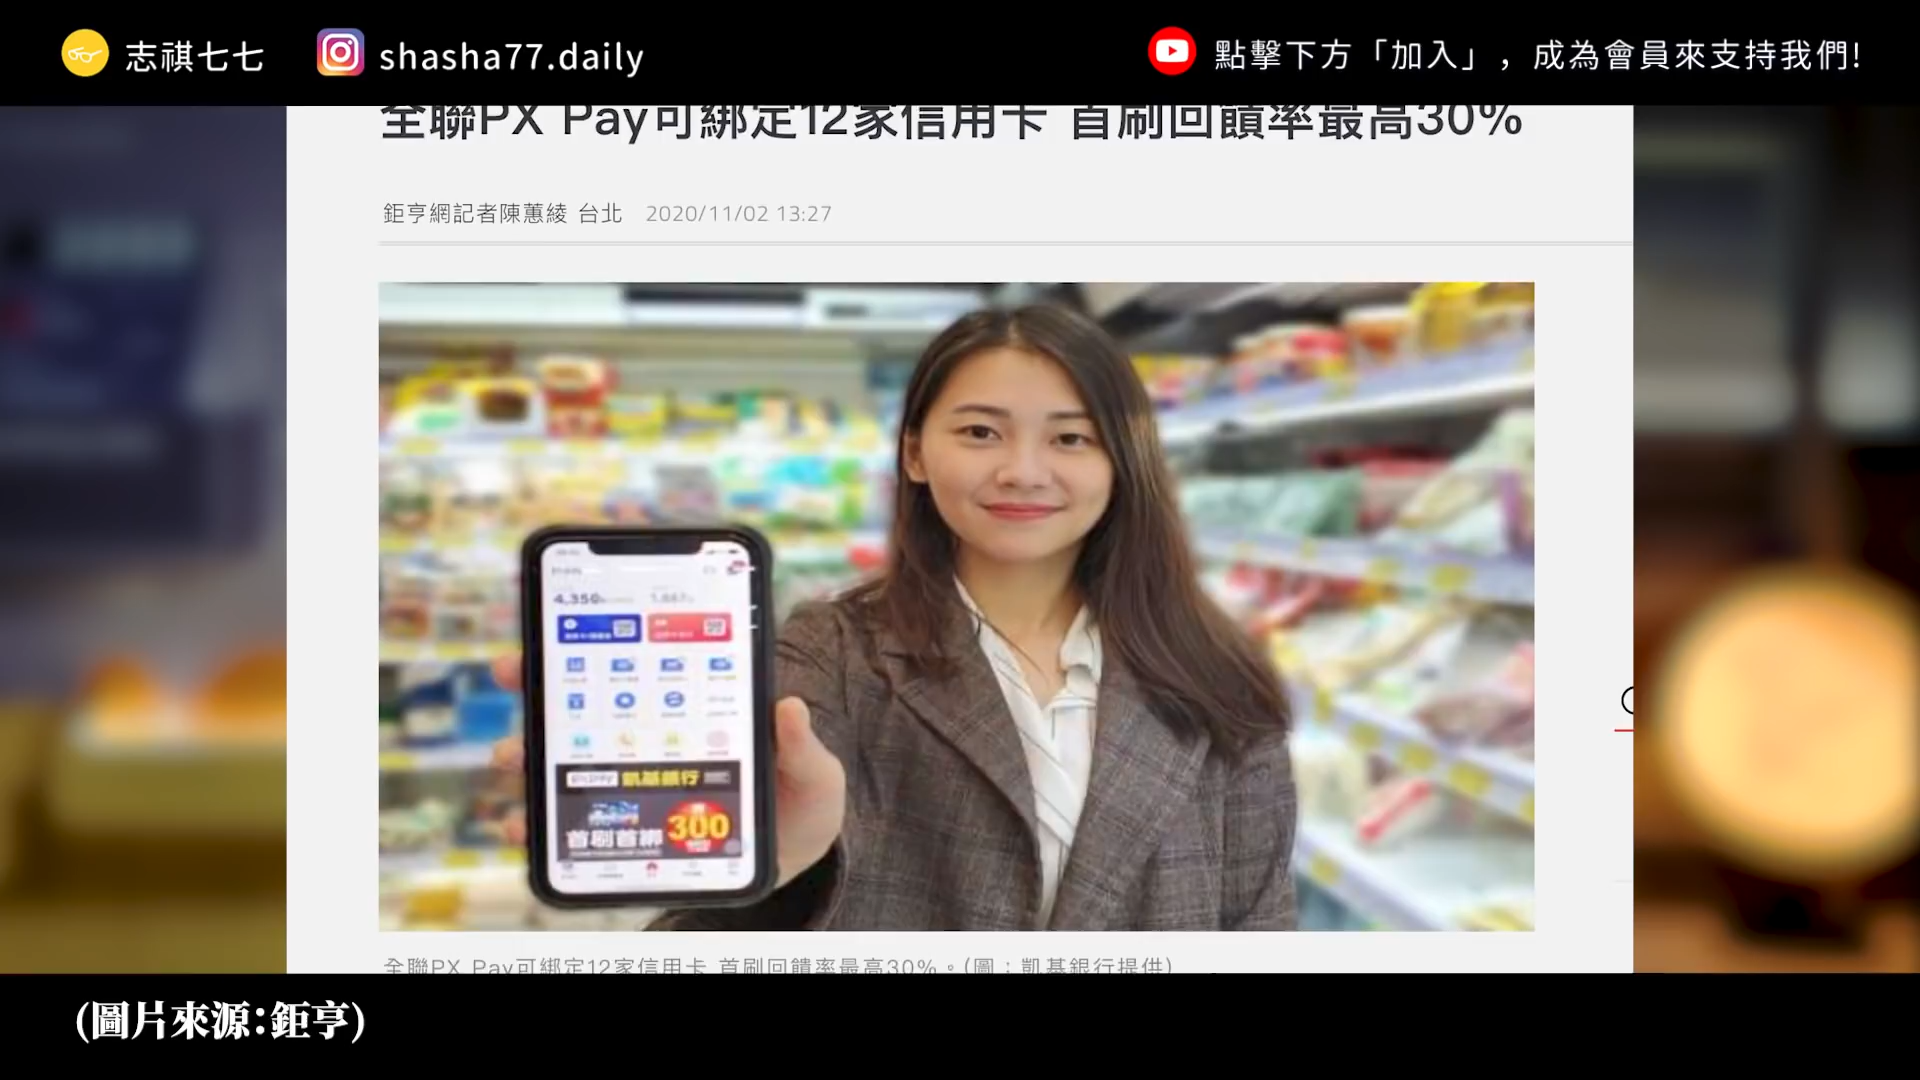 志祺七七
shasha77.daily
點擊下方「加入」，成為會員來支持我們!
全聯PX Pay可綁定12家信用卡 首刷回饋率最高30%
鉅亨網記者陳蕙綾 台北 2020/11/02 13:27
4,350
凱基銀行
首刷首綁
300
全聯PX Pay可綁定12家信用卡 首刷回饋率最高30%。(圖：凱基銀行提供)
(圖片來源:鉅亨)